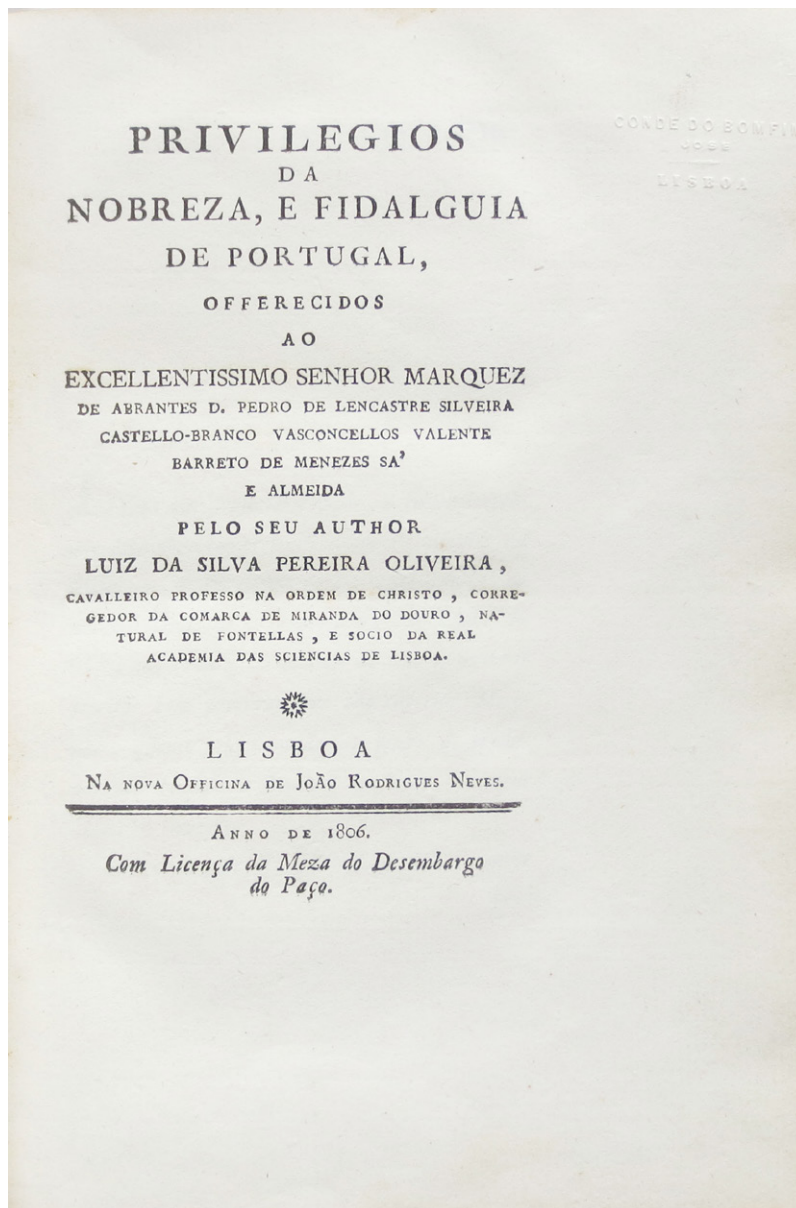 PRIVILEGIOS
DA
NOBREZA, E FIDALGUIA
DE PORTUGAL,
OFFERECIDOS
AO
EXCELLENTISSIMO SENHOR MARQUEZ
DE ABRANTES D. PEDRO DE LENCASTRE SILVEIRA
CASTELLO-BRANCO VASCONCELLOS VALENTE
BARRETO DE MENEZES SA'
E ALMEIDA
PELO SEU AUTHOR
LUIZ DA SILVA PEREIRA OLIVEIRA,
CAVALLEIRO PROFESSO NA ORDEM DE CHRISTO, CORRE-
GEDOR DA COMARCA DE MIRANDA DO DOURO, NA-
TURAL DE FONTELLAS, E SOCIO DA REAL
ACADEMIA DAS SCIENCIAS DE LISBOA.
LISBOA
NA NOVA OFFICINA DE JOÃO RODRIGUES NEVES.
ANNO DE 1806.
Com Licença da Meza do Desembargo
do Paço.
CONDE DO BOMFIM
JOSE
LISBOA